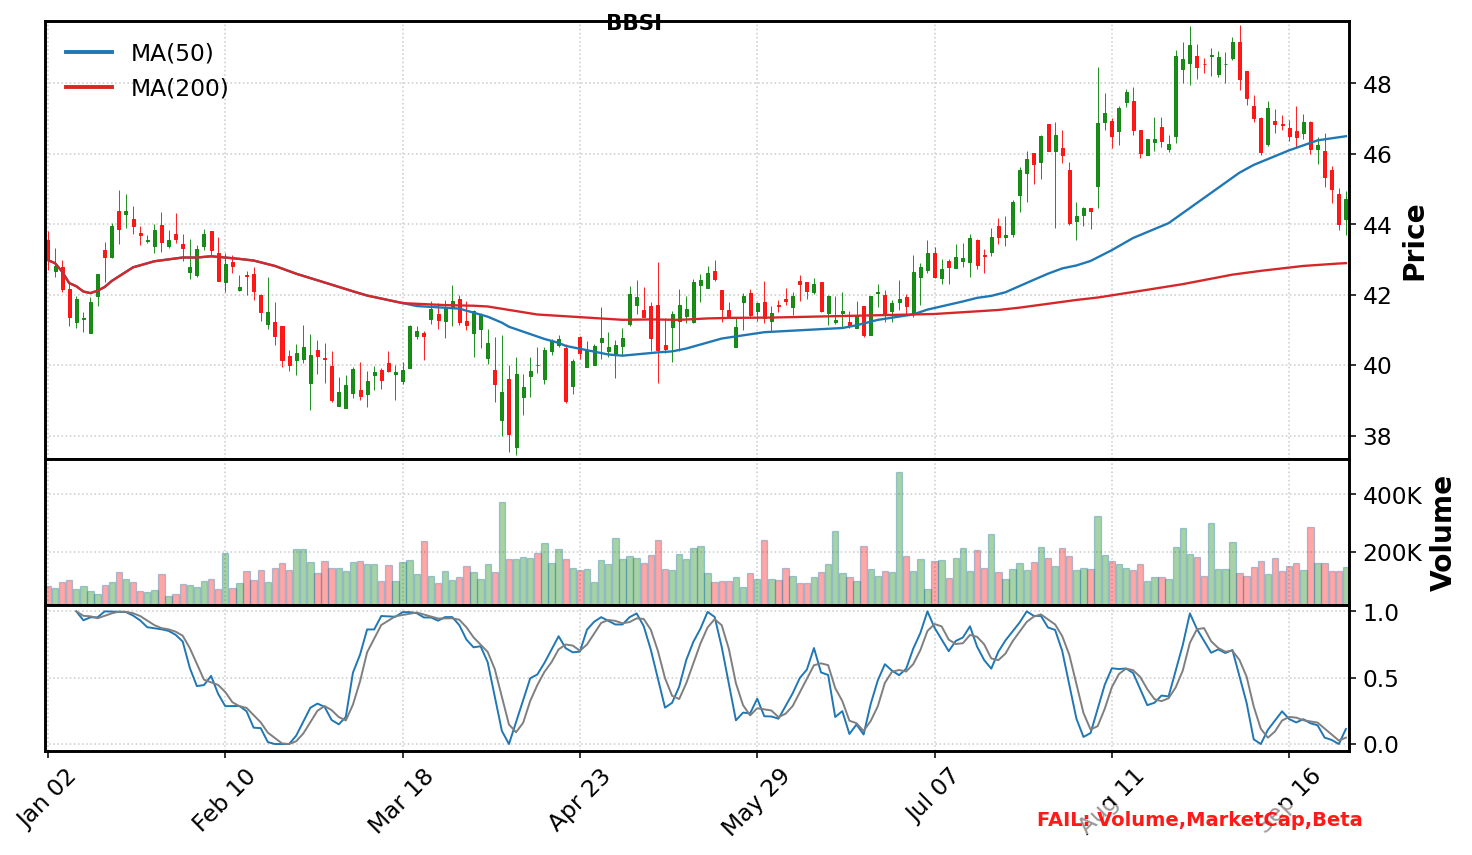 BBSI
MA(50)
MA(200)
48
46
44
42
40
38
Price
400K
200K
Volume
1.0
0.5
0.0
Jan 02
Feb 10
Mar 18
Apr 23
May 29
Jul 07
Aug 11
Sep 16
FAIL: Volume,MarketCap,Beta